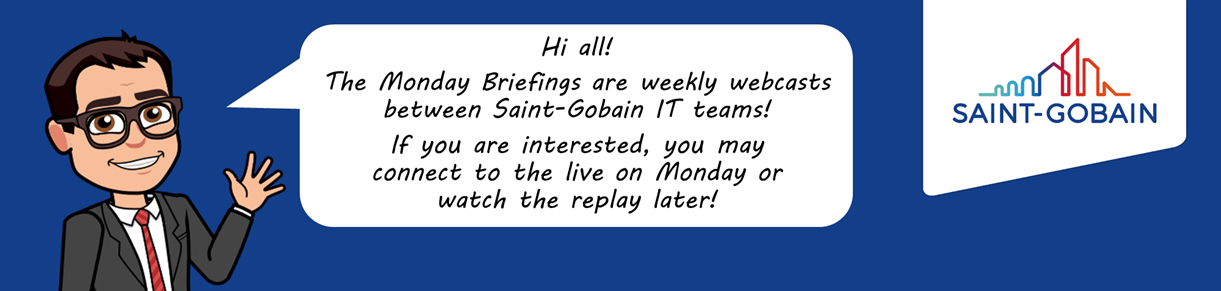 Hi all!
The Monday Briefings are weekly webcasts
between Saint-Gobain IT teams!
If you are interested, you may
connect to the live on Monday or
watch the replay later!
SAINT-GOBAIN